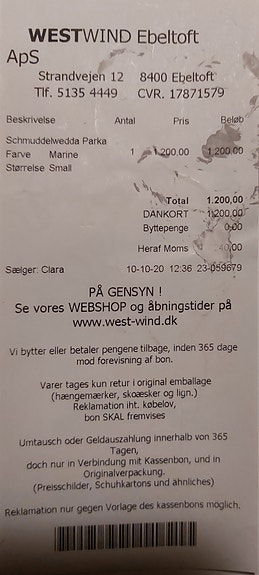 WESTWIND Ebeltoft
ApS
Strandvejen 12 8400 Ebeltoft
Tlf. 5135 4449 CVR. 17871579
Beskrivelse Antal Pris Beløb
Schmuddelwedda Parka
Farve Marine 1 1.200,00 1.200,00
Størrelse Small
Total 1.200,00
DANKORT 1.200,00
Byttepenge 0,00
Heraf Moms
Sælger: Clara 10-10-20 12:36 23-059679
PÅ GENSYN !
Se vores WEBSHOP og åbningstider på
www.west-wind.dk
Vi bytter eller betaler pengene tilbage, inden 365 dage
mod forevisning af bon.
Varer tages kun retur i original emballage
(hængemærker, skoæsker og lign.)
Reklamation iht. købelov,
bon SKAL fremvises
Umtausch oder Geldauszahlung innerhalb von 365
Tagen,
doch nur in Verbindung mit Kassenbon, und in
Originalverpackung.
(Preisschilder, Schuhkartons und ähnliches)
Reklamation nur gegen Vorlage des kassenbons möglich.